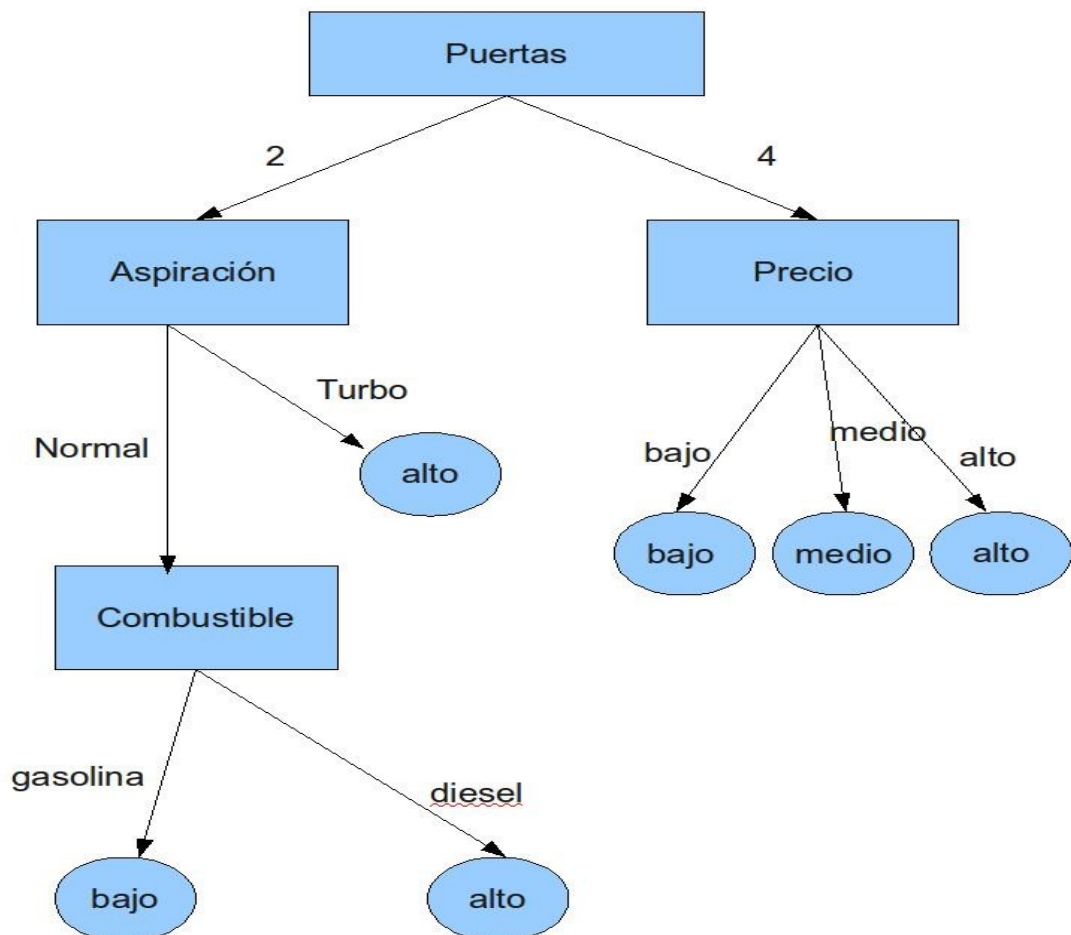 Puertas
2
4
Aspiración
Precio
Turbo
Normal
bajo
medio
alto
alto
bajo
medio
alto
Combustible
gasolina
diesel
bajo
alto